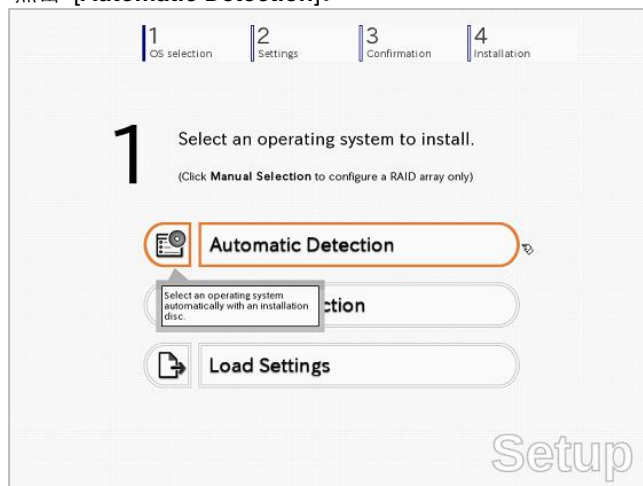 [Automatic Detection].
1
OS selection
2
Settings
3
Confirmation
4
Installation
1
Select an operating system to install.
(Click Manual Selection to configure a RAID array only)
Automatic Detection
Select an operating system
automatically with an installation
disc.
ction
Load Settings
Setup